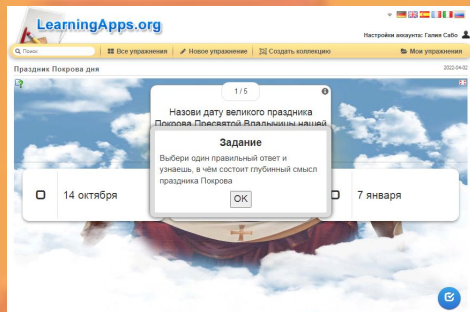 LearningApps.org
Настройки аккаунта: Галия Сабо
Поиск
Все упражнения
Новое упражнение
Создать коллекцию
Мои упражнения
Праздник Покрова дня
2022-04-02
1 / 5
Назови дату великого праздника
Покрова Пресвятой Владычицы нашей
Задание
Выбери один правильный ответ и
узнаешь, в чём состоит глубинный смысл
праздника Покрова
OK
14 октября
7 января